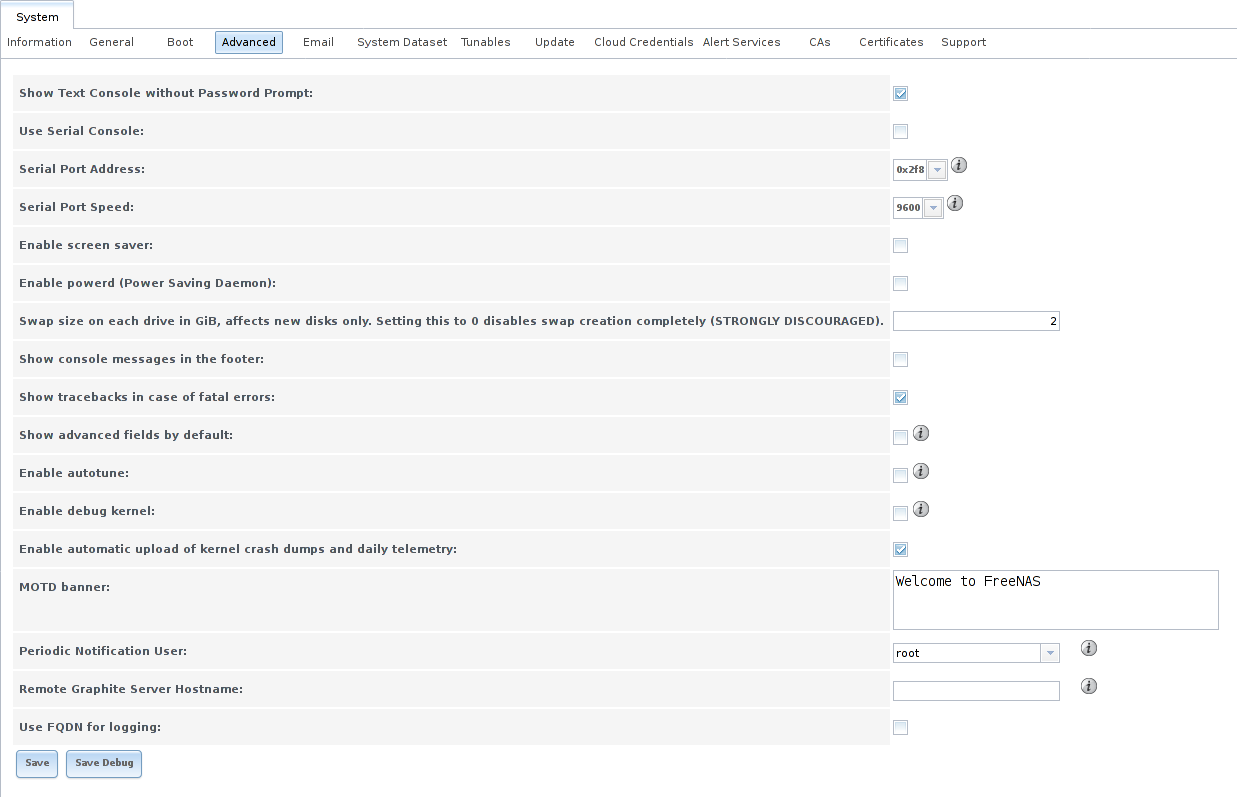 System
Information General Boot Advanced Email System Dataset Tunables Update Cloud Credentials Alert Services CAs Certificates Support
Show Text Console without Password Prompt:
Use Serial Console:
Serial Port Address: 0x2f8 i
Serial Port Speed: 9600 i
Enable screen saver:
Enable powerd (Power Saving Daemon):
Swap size on each drive in GiB, affects new disks only. Setting this to 0 disables swap creation completely (STRONGLY DISCOURAGED). 2
Show console messages in the footer:
Show tracebacks in case of fatal errors:
Show advanced fields by default: i
Enable autotune: i
Enable debug kernel: i
Enable automatic upload of kernel crash dumps and daily telemetry:
MOTD banner: Welcome to FreeNAS
Periodic Notification User: root i
Remote Graphite Server Hostname: i
Use FQDN for logging:
Save Save Debug